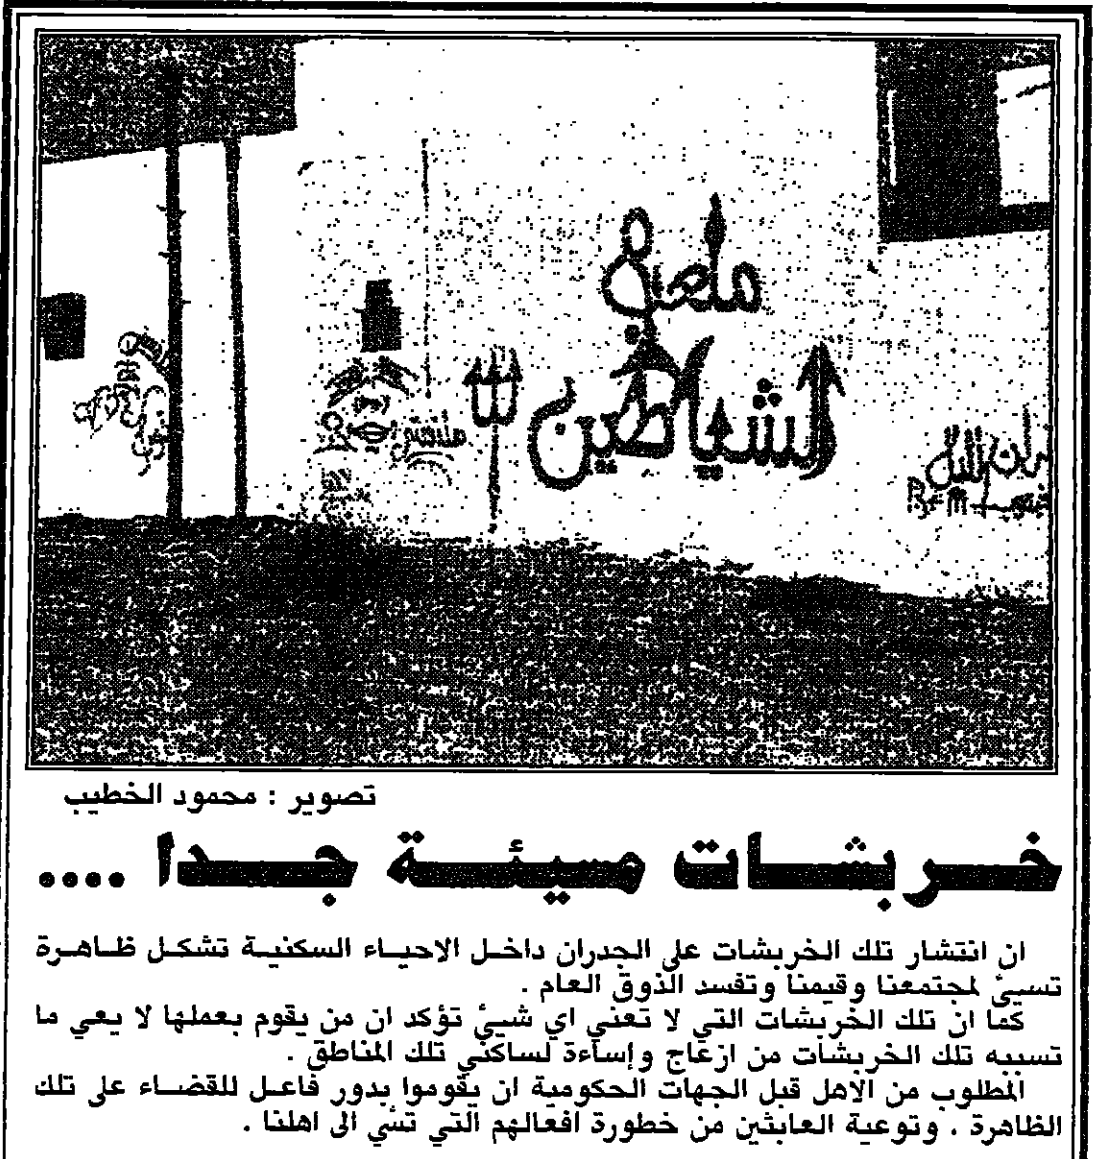 ملعب
الشياطين
الليل
تصوير : محمود الخطيب
خربشات مسيئة جدا ....
ان انتشار تلك الخربشات على الجدران داخل الاحياء السكنية تشكل ظاهرة
تسيئ لمجتمعنا وقيمنا وتفسد الذوق العام .
كما ان تلك الخربشات التي لا تعني اي شيئ تؤكد ان من يقوم بعملها لا يعي ما
تسببه تلك الخربشات من ازعاج وإساءة لساكني تلك المناطق .
المطلوب من الاهل قبل الجهات الحكومية ان يقوموا بدور فاعل للقضاء على تلك
الظاهرة . وتوعية العابثين من خطورة افعالهم التي تسي الى اهلنا .